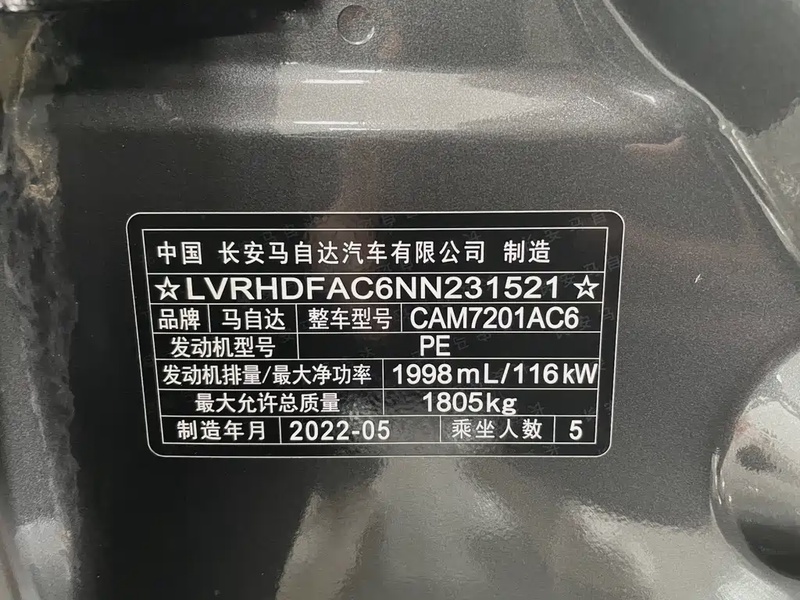 中国 长安马自达汽车有限公司 制造
☆LVRHDFAC6NN231521☆
品牌 马自达 整车型号 CAM7201AC6
发动机型号 PE
发动机排量/最大净功率 1998mL/116kW
最大允许总质量 1805kg
制造年月 2022-05 乘坐人数 5